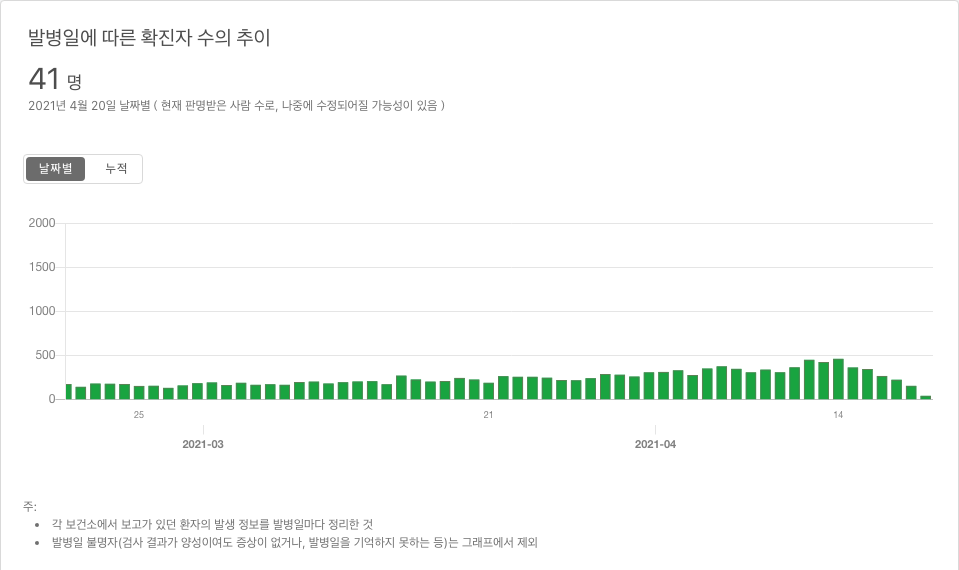 발병일에 따른 확진자 수의 추이
41 명
2021년 4월 20일 날짜별 ( 현재 판명받은 사람 수로, 나중에 수정되어질 가능성이 있음 )
날짜별 누적
2000
1500
1000
500
0
25 21 14
2021-03 2021-04
주:
• 각 보건소에서 보고가 있던 환자의 발생 정보를 발병일마다 정리한 것
• 발병일 불명자(검사 결과가 양성이여도 증상이 없거나, 발병일을 기억하지 못하는 등)는 그래프에서 제외